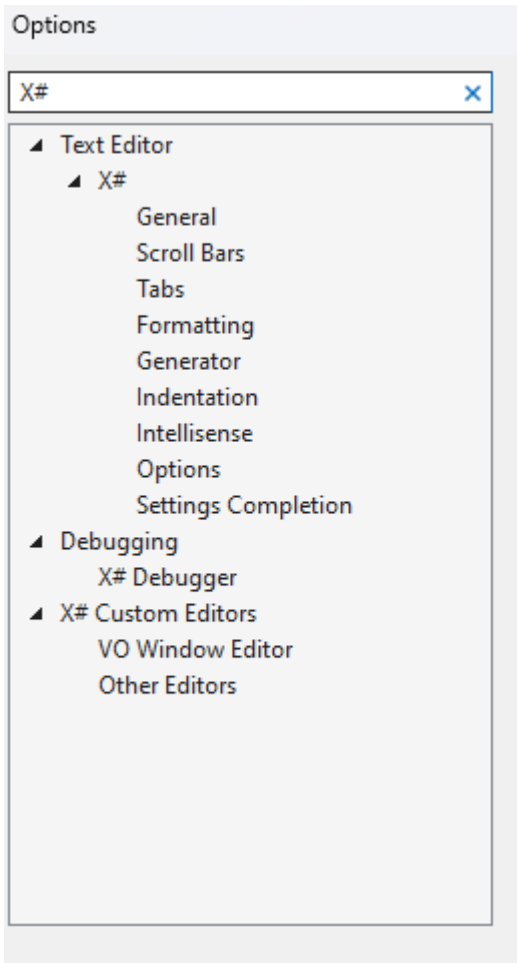 Options
X#
Text Editor
X#
General
Scroll Bars
Tabs
Formatting
Generator
Indentation
Intellisense
Options
Settings Completion
Debugging
X# Debugger
X# Custom Editors
VO Window Editor
Other Editors